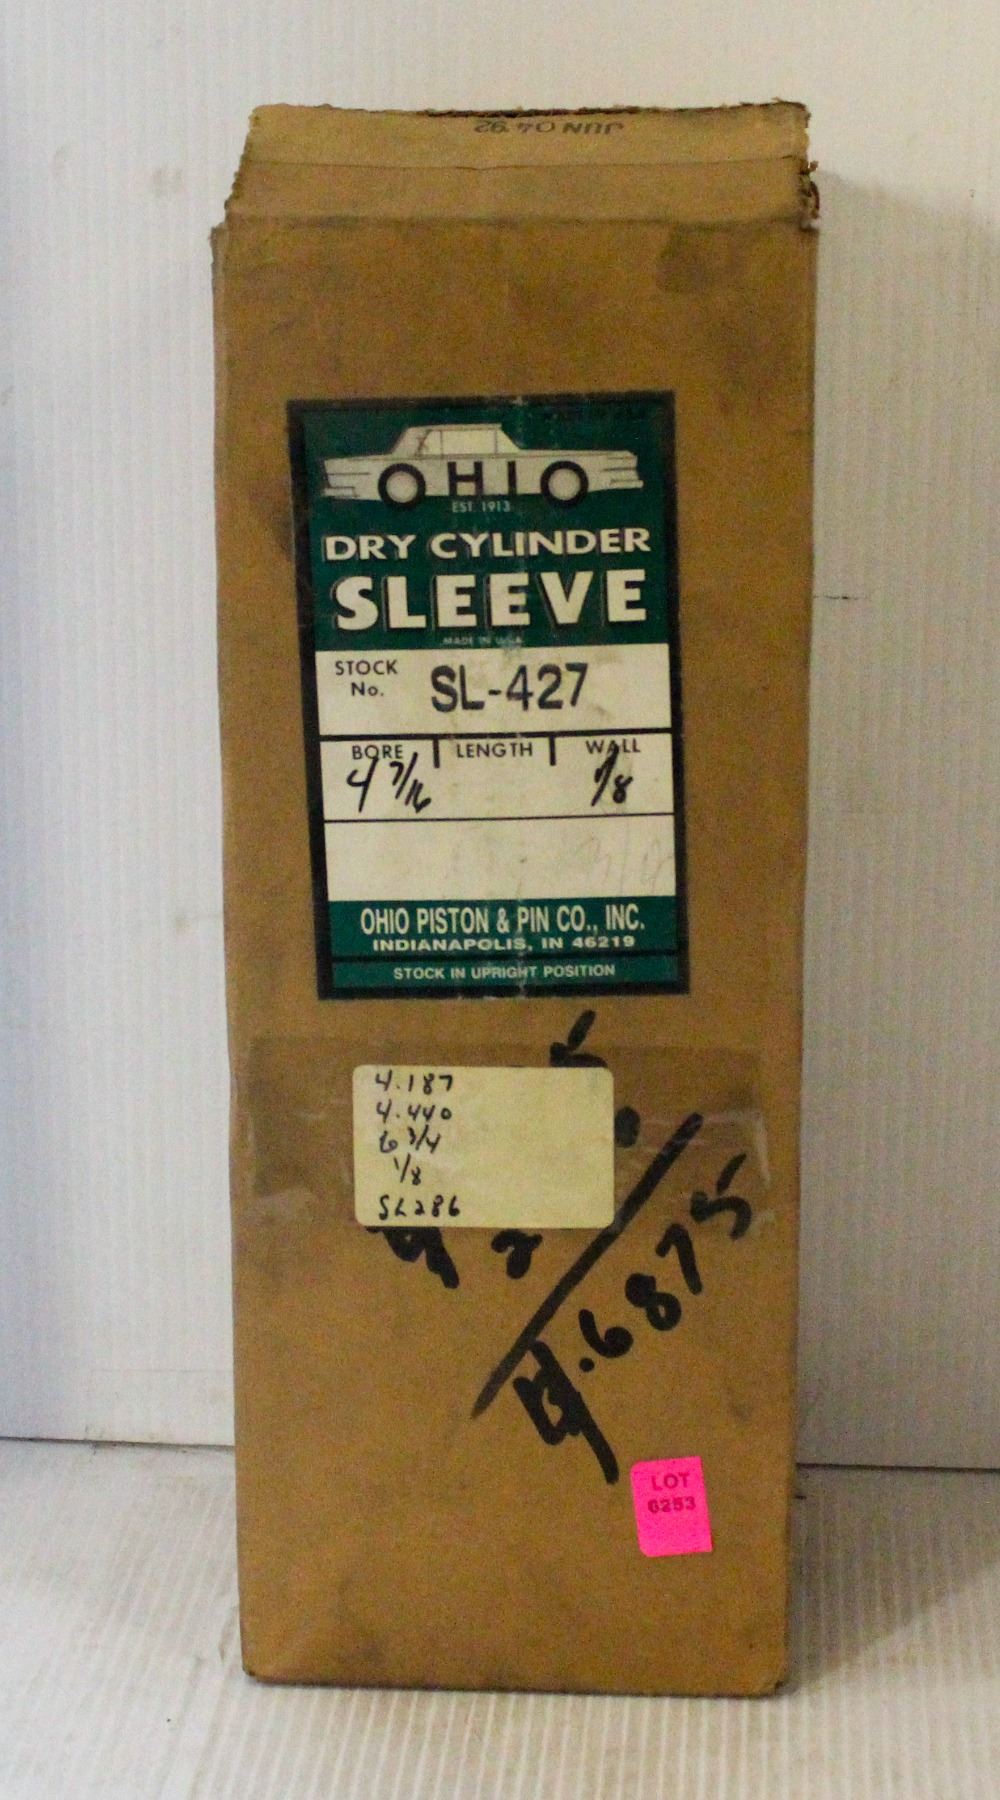 JUN 04 92
OHIO
EST. 1913
DRY CYLINDER
SLEEVE
MADE IN U.S.A.
STOCK No. SL-427
BORE LENGTH WALL
4 7/16 1/8
OHIO PISTON & PIN CO., INC.
INDIANAPOLIS, IN 46219
STOCK IN UPRIGHT POSITION
4.187
4.440
6 3/4
1/8
SL286
2
4.6875
LOT
6253